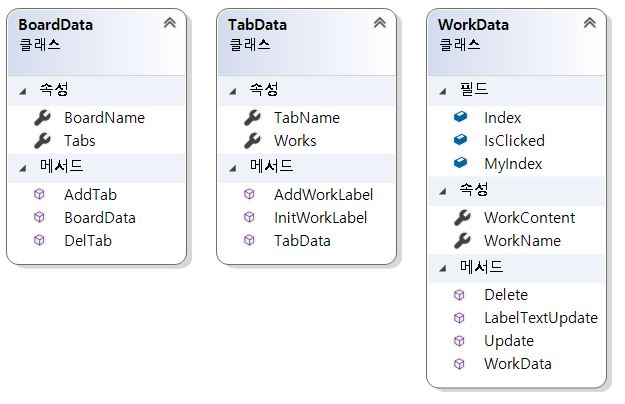 BoardData
클래스
속성
BoardName
Tabs
메서드
AddTab
BoardData
DelTab
TabData
클래스
속성
TabName
Works
메서드
AddWorkLabel
InitWorkLabel
TabData
WorkData
클래스
필드
Index
IsClicked
MyIndex
속성
WorkContent
WorkName
메서드
Delete
LabelTextUpdate
Update
WorkData